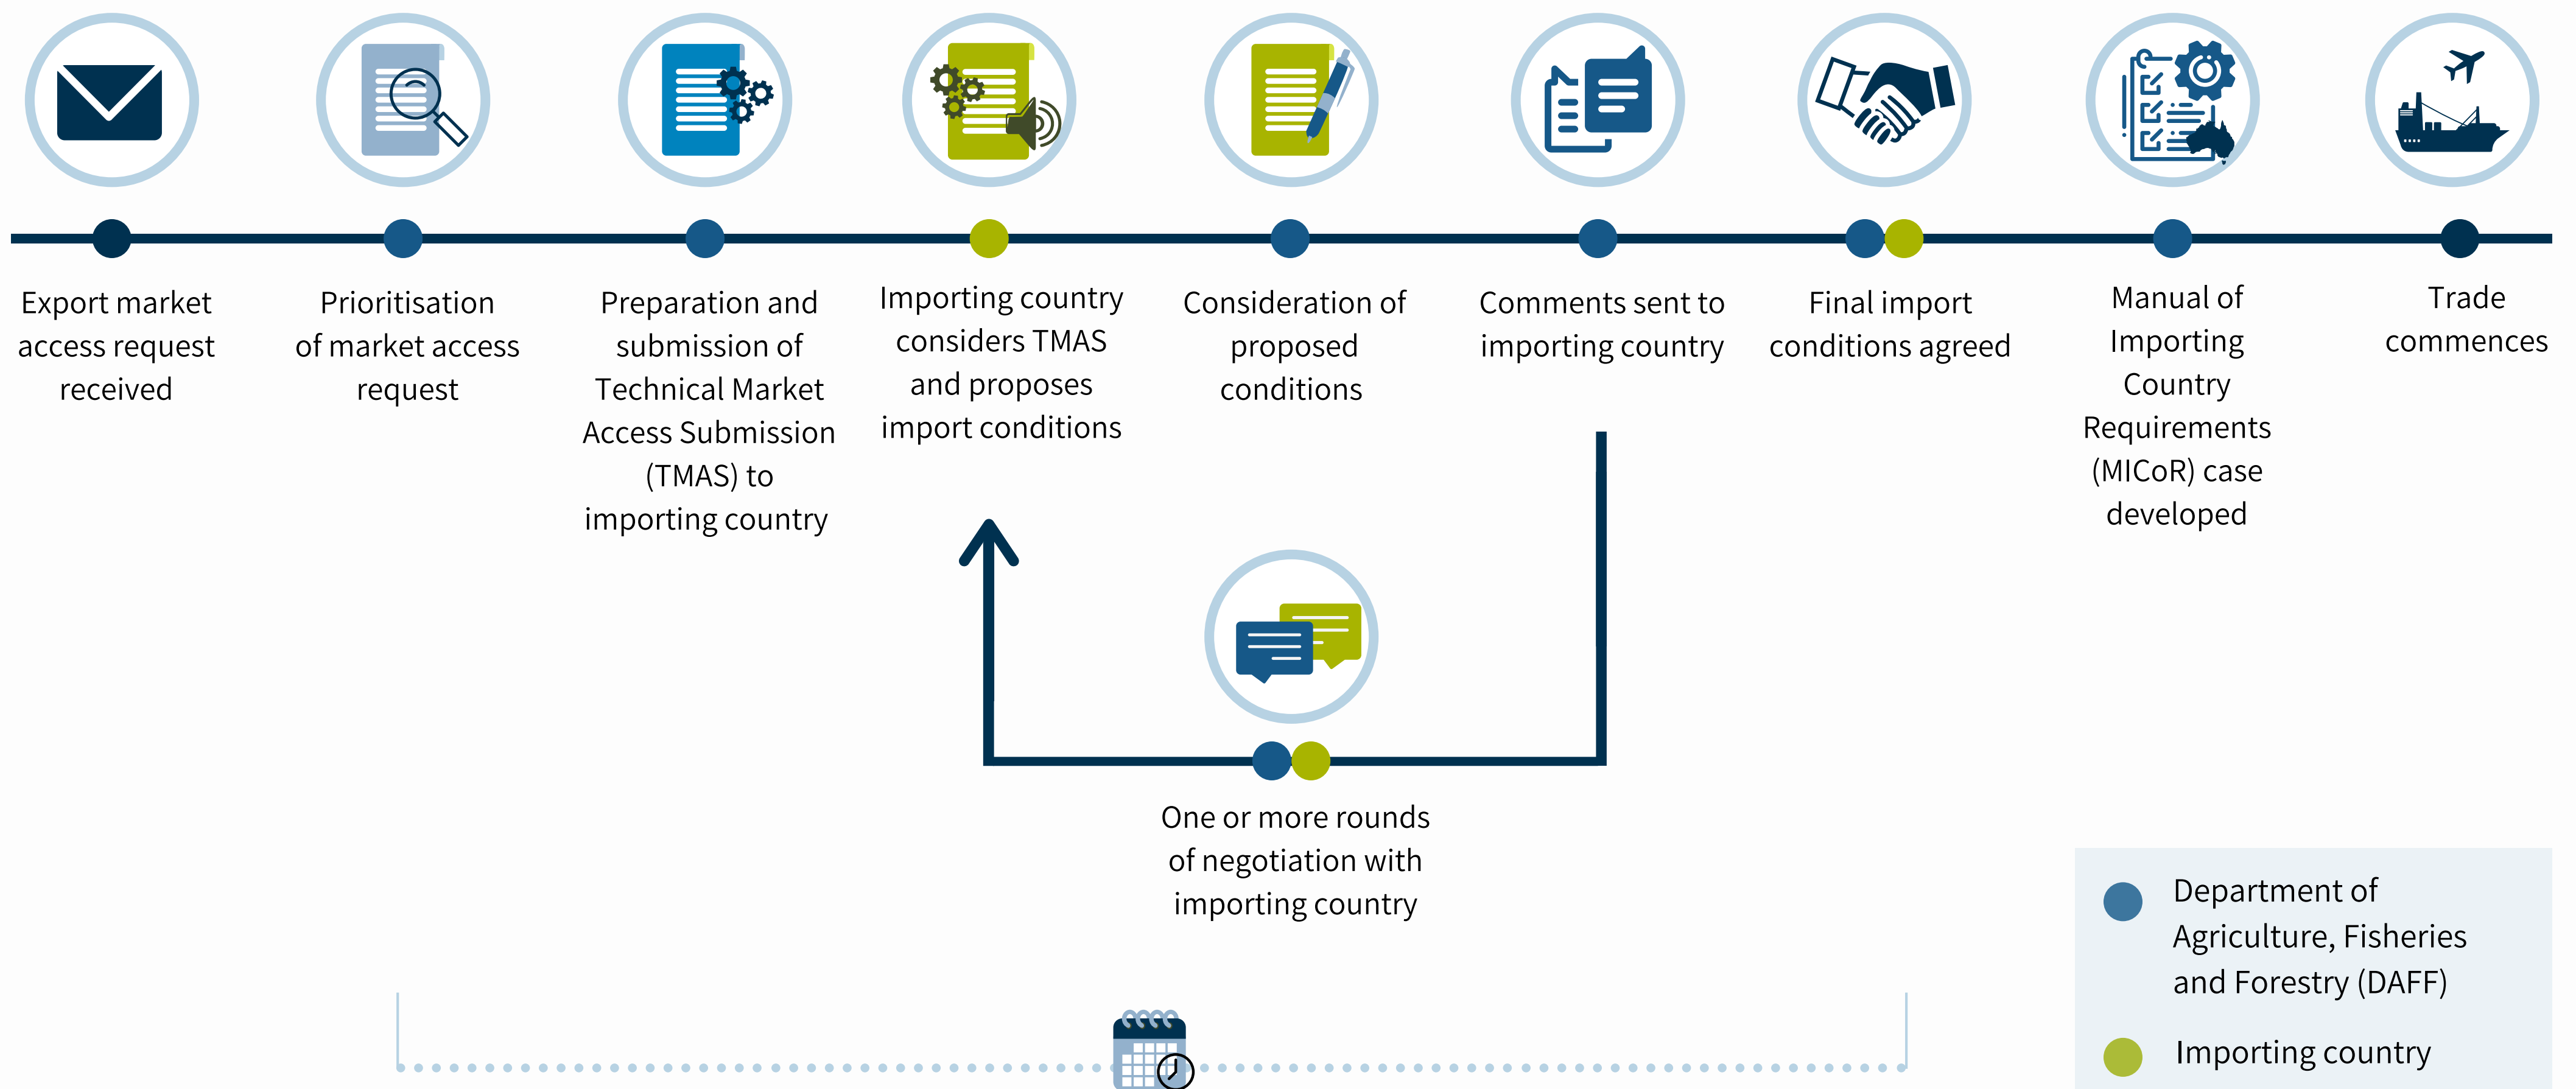 Export market
access request
received
Prioritisation
of market access
request
Preparation and
submission of
Technical Market
Access Submission
(TMAS) to
importing country
Importing country
considers TMAS
and proposes
import conditions
Consideration of
proposed
conditions
Comments sent to
importing country
Final import
conditions agreed
Manual of
Importing
Country
Requirements
(MICoR) case
developed
Trade
commences
One or more rounds
of negotiation with
importing country
Department of
Agriculture, Fisheries
and Forestry (DAFF)
Importing country